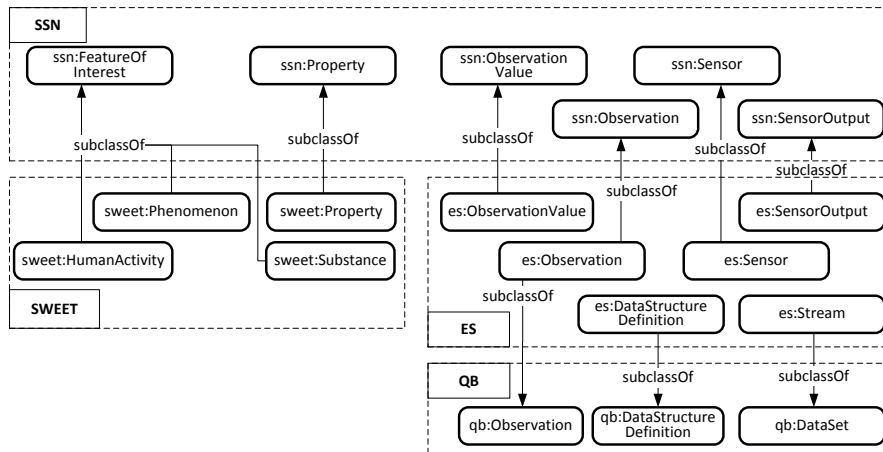 SSN
ssn:FeatureOf
Interest
ssn:Property
ssn:Observation
Value
ssn:Sensor
ssn:Observation
ssn:SensorOutput
subclassOf
subclassOf
subclassOf
subclassOf
subclassOf
subclassOf
sweet:Phenomenon
sweet:Property
es:ObservationValue
es:SensorOutput
sweet:HumanActivity
sweet:Substance
es:Observation
es:Sensor
subclassOf
SWEET
es:DataStructure
Definition
es:Stream
ES
QB
subclassOf
subclassOf
qb:Observation
qb:DataStructure
Definition
qb:DataSet